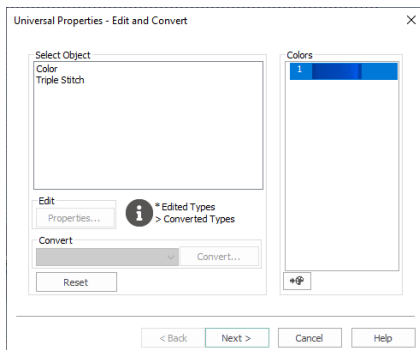 Universal Properties - Edit and Convert
Select Object
Color
Triple Stitch
Colors
1
Edit
Properties...
* Edited Types
> Converted Types
Convert
Convert...
Reset
< Back
Next >
Cancel
Help